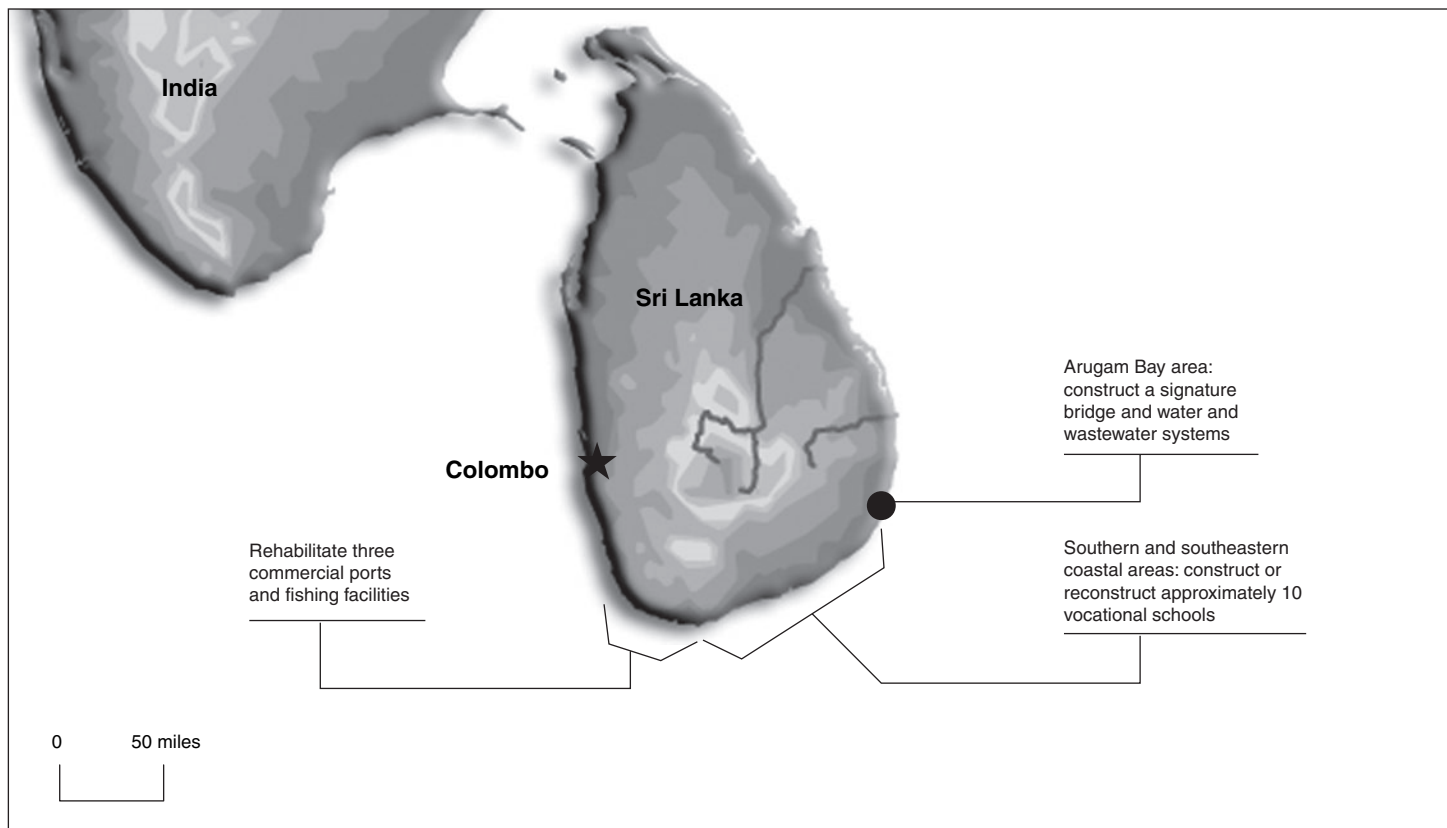 India
Sri Lanka
Colombo
Arugam Bay area:
construct a signature
bridge and water and
wastewater systems
Rehabilitate three
commercial ports
and fishing facilities
Southern and southeastern
coastal areas: construct or
reconstruct approximately 10
vocational schools
0 50 miles